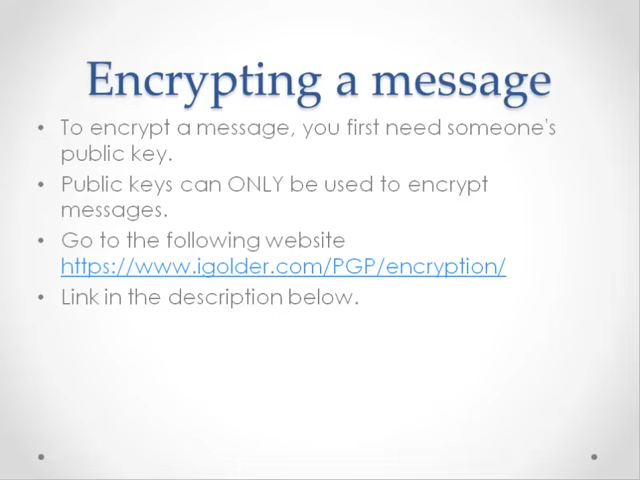 Encrypting a message
• To encrypt a message, you first need someone's
public key.
• Public keys can ONLY be used to encrypt
messages.
• Go to the following website
https://www.igolder.com/PGP/encryption/
• Link in the description below.